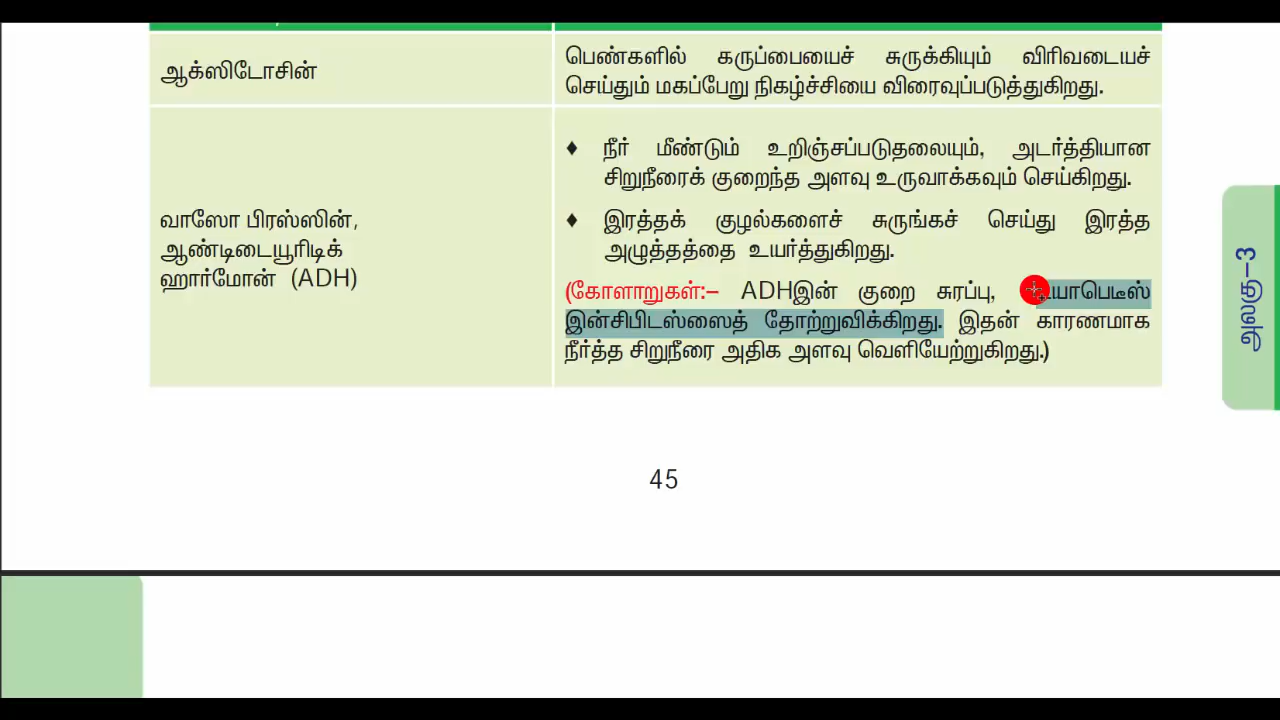 ஆக்ஸிடோசின்
பெண்களில் கருப்பையைச் சுருக்கியும் விரிவடையச்
செய்தும் மகப்பேறு நிகழ்ச்சியை விரைவுப்படுத்துகிறது.
வாஸோ பிரஸ்ஸின்,
ஆண்டிடையூரிடிக்
ஹார்மோன் (ADH)
♦ நீர் மீண்டும் உறிஞ்சப்படுதலையும், அடர்த்தியான
சிறுநீரைக் குறைந்த அளவு உருவாக்கவும் செய்கிறது.
♦ இரத்தக் குழல்களைச் சுருங்கச் செய்து இரத்த
அழுத்தத்தை உயர்த்துகிறது.
(கோளாறுகள்:– ADHஇன் குறை சுரப்பு,
இன்சிபிடஸ்ஸைத் தோற்றுவிக்கிறது. இதன் காரணமாக
நீர்த்த சிறுநீரை அதிக அளவு வெளியேற்றுகிறது.)
அலகு–3
45